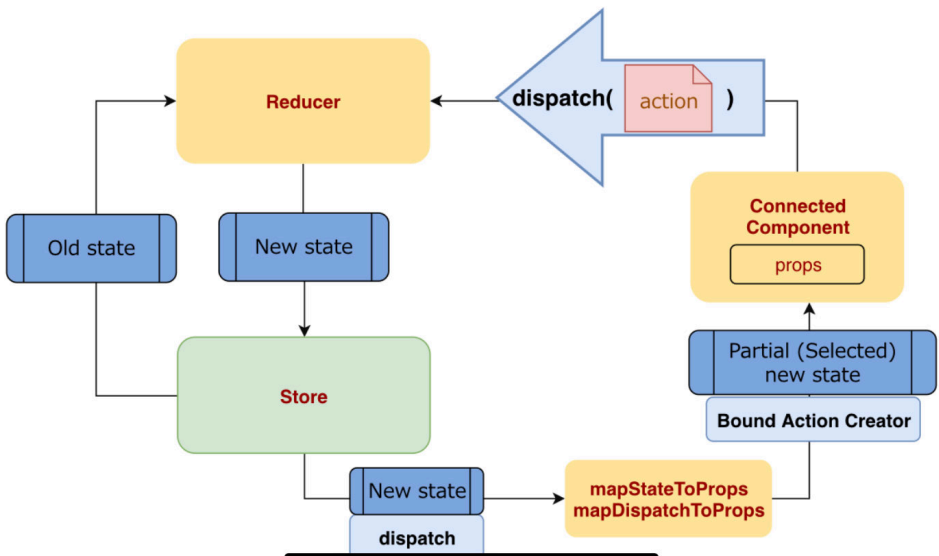 Reducer
dispatch( action )
Old state
New state
Connected
Component
props
Partial (Selected)
new state
Bound Action Creator
Store
New state
dispatch
mapStateToProps
mapDispatchToProps